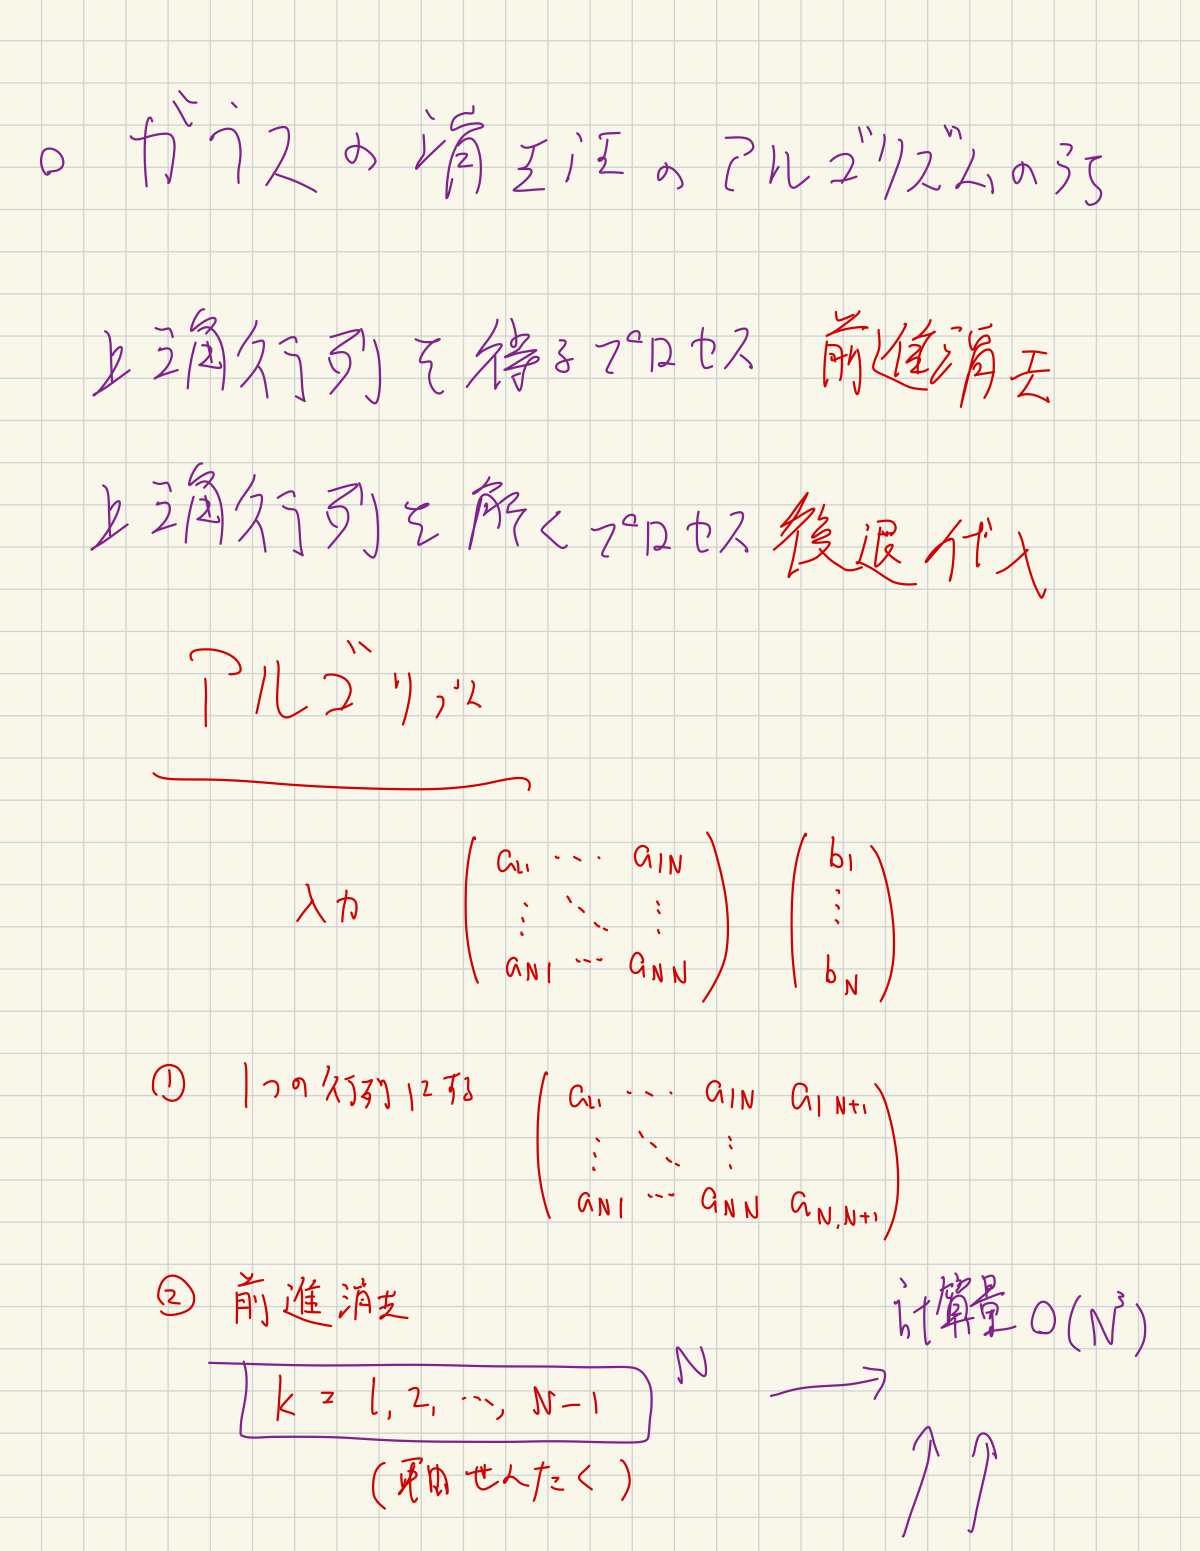 ○ ガウスの消去法のアルゴリズムの
上三角行列を得るプロセス 前進消去
上三角行列を解くプロセス 後退代入
アルゴリズム
入力 (a11 ⋯ a1N ⋮ ⋱ ⋮ aN1 ⋯ aNN) (b1 ⋮ bN)
① 1つの行列にする (a11 ⋯ a1N a1N+1 ⋮ ⋱ ⋮ aN1 ⋯ aNN aN,N+1)
② 前進消去
計算量 O(N³)
k = 1, 2, ⋯, N-1 N →
(軸せんたく)